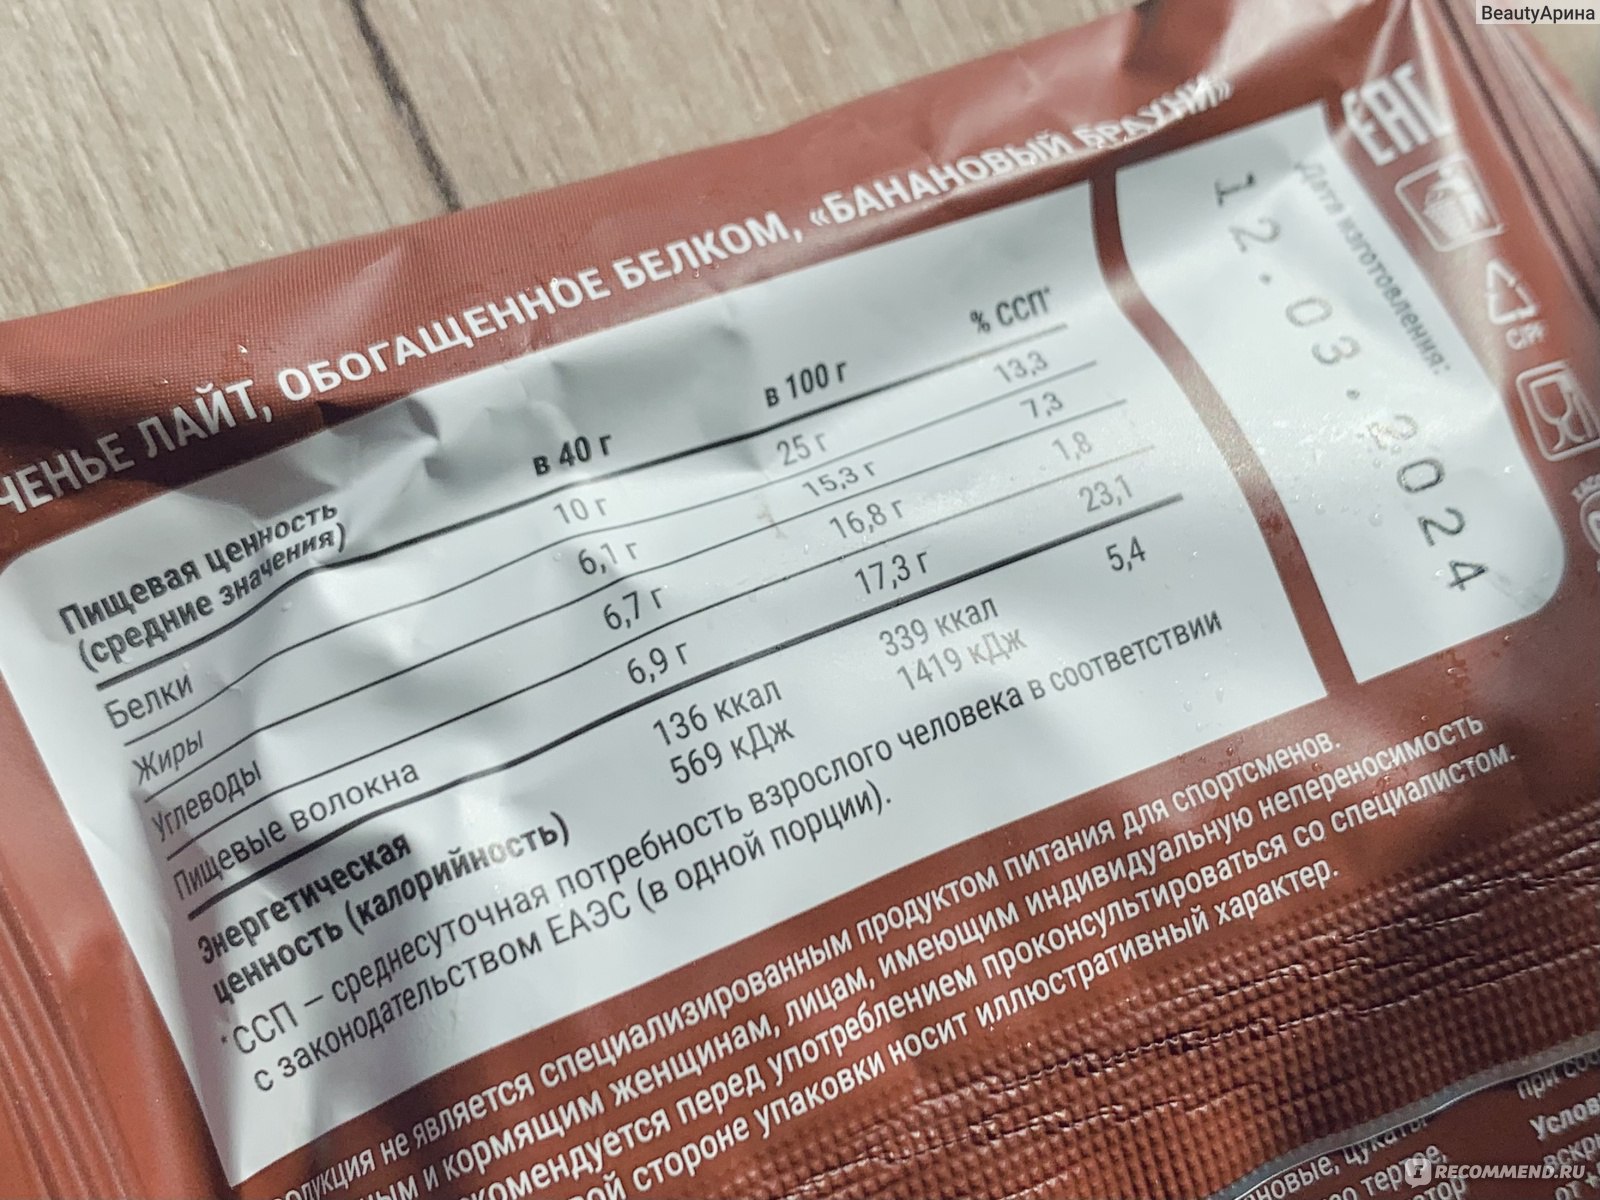 BeautyАрина
ЧЕНЬЕ ЛАЙТ, ОБОГАЩЕННОЕ БЕЛКОМ, «БАНАНОВЫЙ БРАУНИ»
EAC
Пищевая ценность
(средние значения) в 40 г в 100 г % ССП*
Белки 10 г 25 г 13,3
Жиры 6,1 г 15,3 г 7,3
Углеводы 6,7 г 16,8 г 1,8
Пищевые волокна 6,9 г 17,3 г 23,1
Энергетическая 136 ккал 339 ккал 5,4
ценность (калорийность) 569 кДж 1419 кДж
*ССП – среднесуточная потребность взрослого человека в соответствии
с законодательством ЕАЭС (в одной порции).
Дата изготовления:
12.03.2024
не является специализированным продуктом питания для спортсменов.
и кормящим женщинам, лицам, имеющим индивидуальную непереносимость
перед употреблением проконсультироваться со специалистом.
стороне упаковки носит иллюстративный характер.
IRECOMMEND.RU